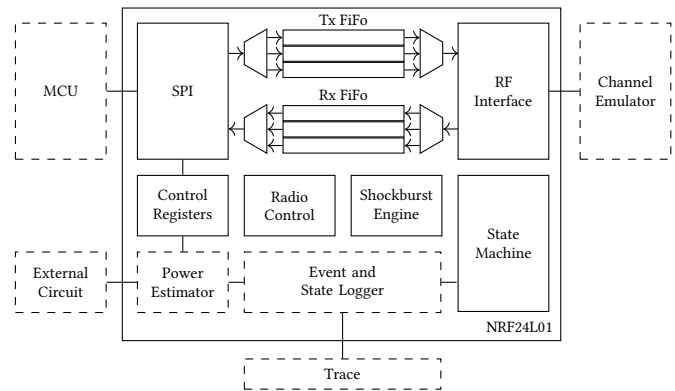 Tx FiFo
MCU
SPI
RF
Interface
Channel
Emulator
Rx FiFo
Control
Registers
Radio
Control
Shockburst
Engine
State
Machine
External
Circuit
Power
Estimator
Event and
State Logger
NRF24L01
Trace